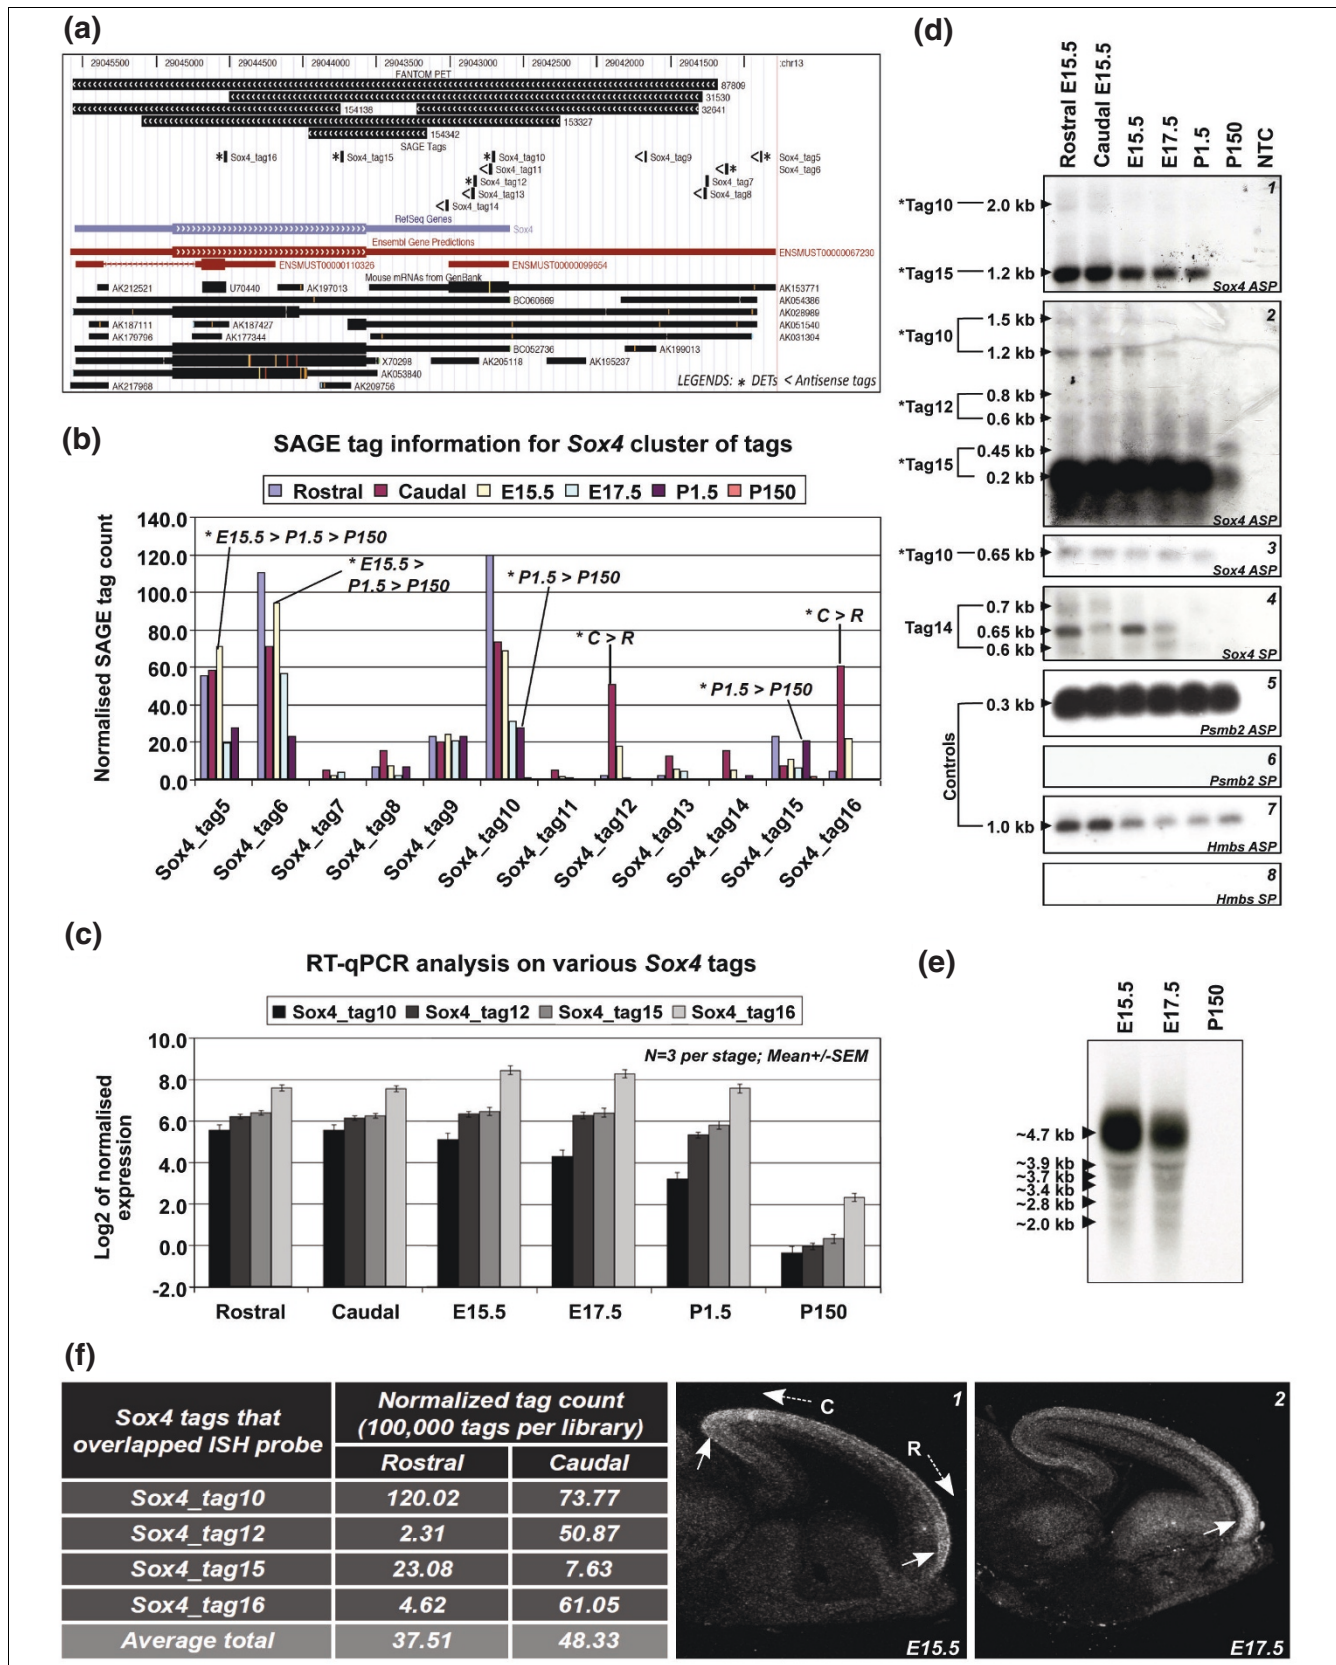 (a)
29045500 29045000 29044500 29044000 29043500 29043000 29042500 29042000 29041500 :chr13
FANTOM PET
87809
31530
154138 32641
153327
154342
SAGE Tags
* Sox4_tag16 * Sox4_tag15 * Sox4_tag10 < Sox4_tag9 < * Sox4_tag5
< Sox4_tag11 < * Sox4_tag6
* Sox4_tag12 Sox4_tag7
< Sox4_tag13 < Sox4_tag8
< Sox4_tag14
RefSeq Genes
Sox4
Ensembl Gene Predictions
ENSMUST00000067230
ENSMUST00000110326 ENSMUST00000099654
Mouse mRNAs from GenBank
AK212521 U70440 AK197013 AK153771
BC060669 AK054386
AK028989
AK187111 AK187427 AK051540
AK179796 AK177344 AK031304
BC052736 AK199013
X70298 AK205118 AK195237
AK053840
AK217968 AK209756
LEGENDS: * DETs < Antisense tags
(b)
SAGE tag information for Sox4 cluster of tags
Rostral Caudal E15.5 E17.5 P1.5 P150
Normalised SAGE tag count
140.0
120.0
100.0
80.0
60.0
40.0
20.0
0.0
* E15.5 > P1.5 > P150
* E15.5 >
P1.5 > P150
* P1.5 > P150
* C > R
* C > R
* P1.5 > P150
Sox4_tag5 Sox4_tag6 Sox4_tag7 Sox4_tag8 Sox4_tag9 Sox4_tag10 Sox4_tag11 Sox4_tag12 Sox4_tag13 Sox4_tag14 Sox4_tag15 Sox4_tag16
(c)
RT-qPCR analysis on various Sox4 tags
Sox4_tag10 Sox4_tag12 Sox4_tag15 Sox4_tag16
N=3 per stage; Mean+/-SEM
Log2 of normalised
expression
10.0
8.0
6.0
4.0
2.0
0.0
-2.0
Rostral Caudal E15.5 E17.5 P1.5 P150
(d)
Rostral E15.5 Caudal E15.5 E15.5 E17.5 P1.5 P150 NTC
1
*Tag10 2.0 kb
*Tag15 1.2 kb
Sox4 ASP
2
1.5 kb
*Tag10
1.2 kb
0.8 kb
*Tag12
0.6 kb
0.45 kb
*Tag15
0.2 kb
Sox4 ASP
3
*Tag10 0.65 kb
Sox4 ASP
4
0.7 kb
Tag14 0.65 kb
0.6 kb
Sox4 SP
5
0.3 kb
Psmb2 ASP
Controls
6
Psmb2 SP
7
1.0 kb
Hmbs ASP
8
Hmbs SP
(e)
E15.5 E17.5 P150
~4.7 kb
~3.9 kb
~3.7 kb
~3.4 kb
~2.8 kb
~2.0 kb
(f)
Sox4 tags that
overlapped ISH probe
Normalized tag count
(100,000 tags per library)
Rostral Caudal
Sox4_tag10 120.02 73.77
Sox4_tag12 2.31 50.87
Sox4_tag15 23.08 7.63
Sox4_tag16 4.62 61.05
Average total 37.51 48.33
1
C
R
E15.5
2
E17.5